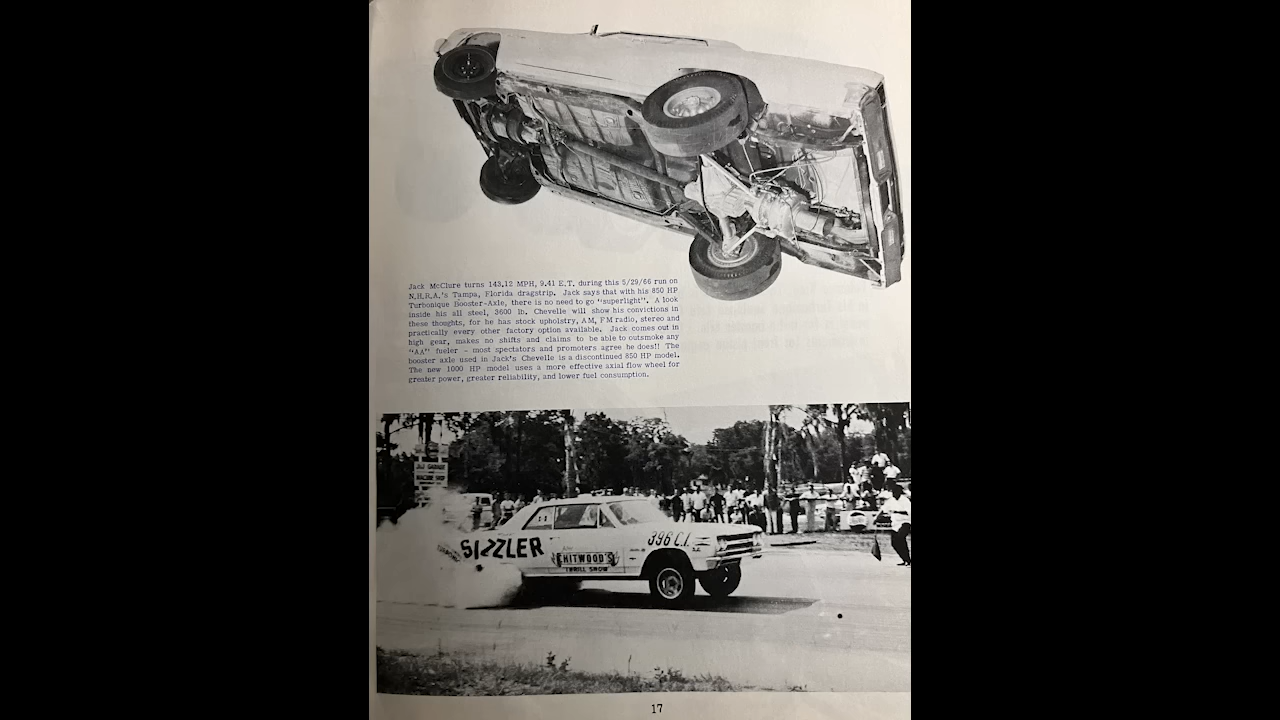 Jack McClure turns 143.12 MPH, 9.41 E.T. during this 5/29/66 run on
N.H.R.A.'s Tampa, Florida dragstrip. Jack says that with his 850 HP
Turbonique Booster-Axle, there is no need to go "superlight". A look
inside his all steel, 3600 lb. Chevelle will show his convictions in
these thoughts, for he has stock upholstry, AM, FM radio, stereo and
practically every other factory option available. Jack comes out in
high gear, makes no shifts and claims to be able to outsmoke any
"AA" fueler - most spectators and promoters agree he does!! The
booster axle used in Jack's Chevelle is a discontinued 850 HP model.
The new 1000 HP model uses a more effective axial flow wheel for
greater power, greater reliability, and lower fuel consumption.
J&J GARAGE
SIZZLER
CHITWOOD'S
THRILL SHOW
396 C.I.
17